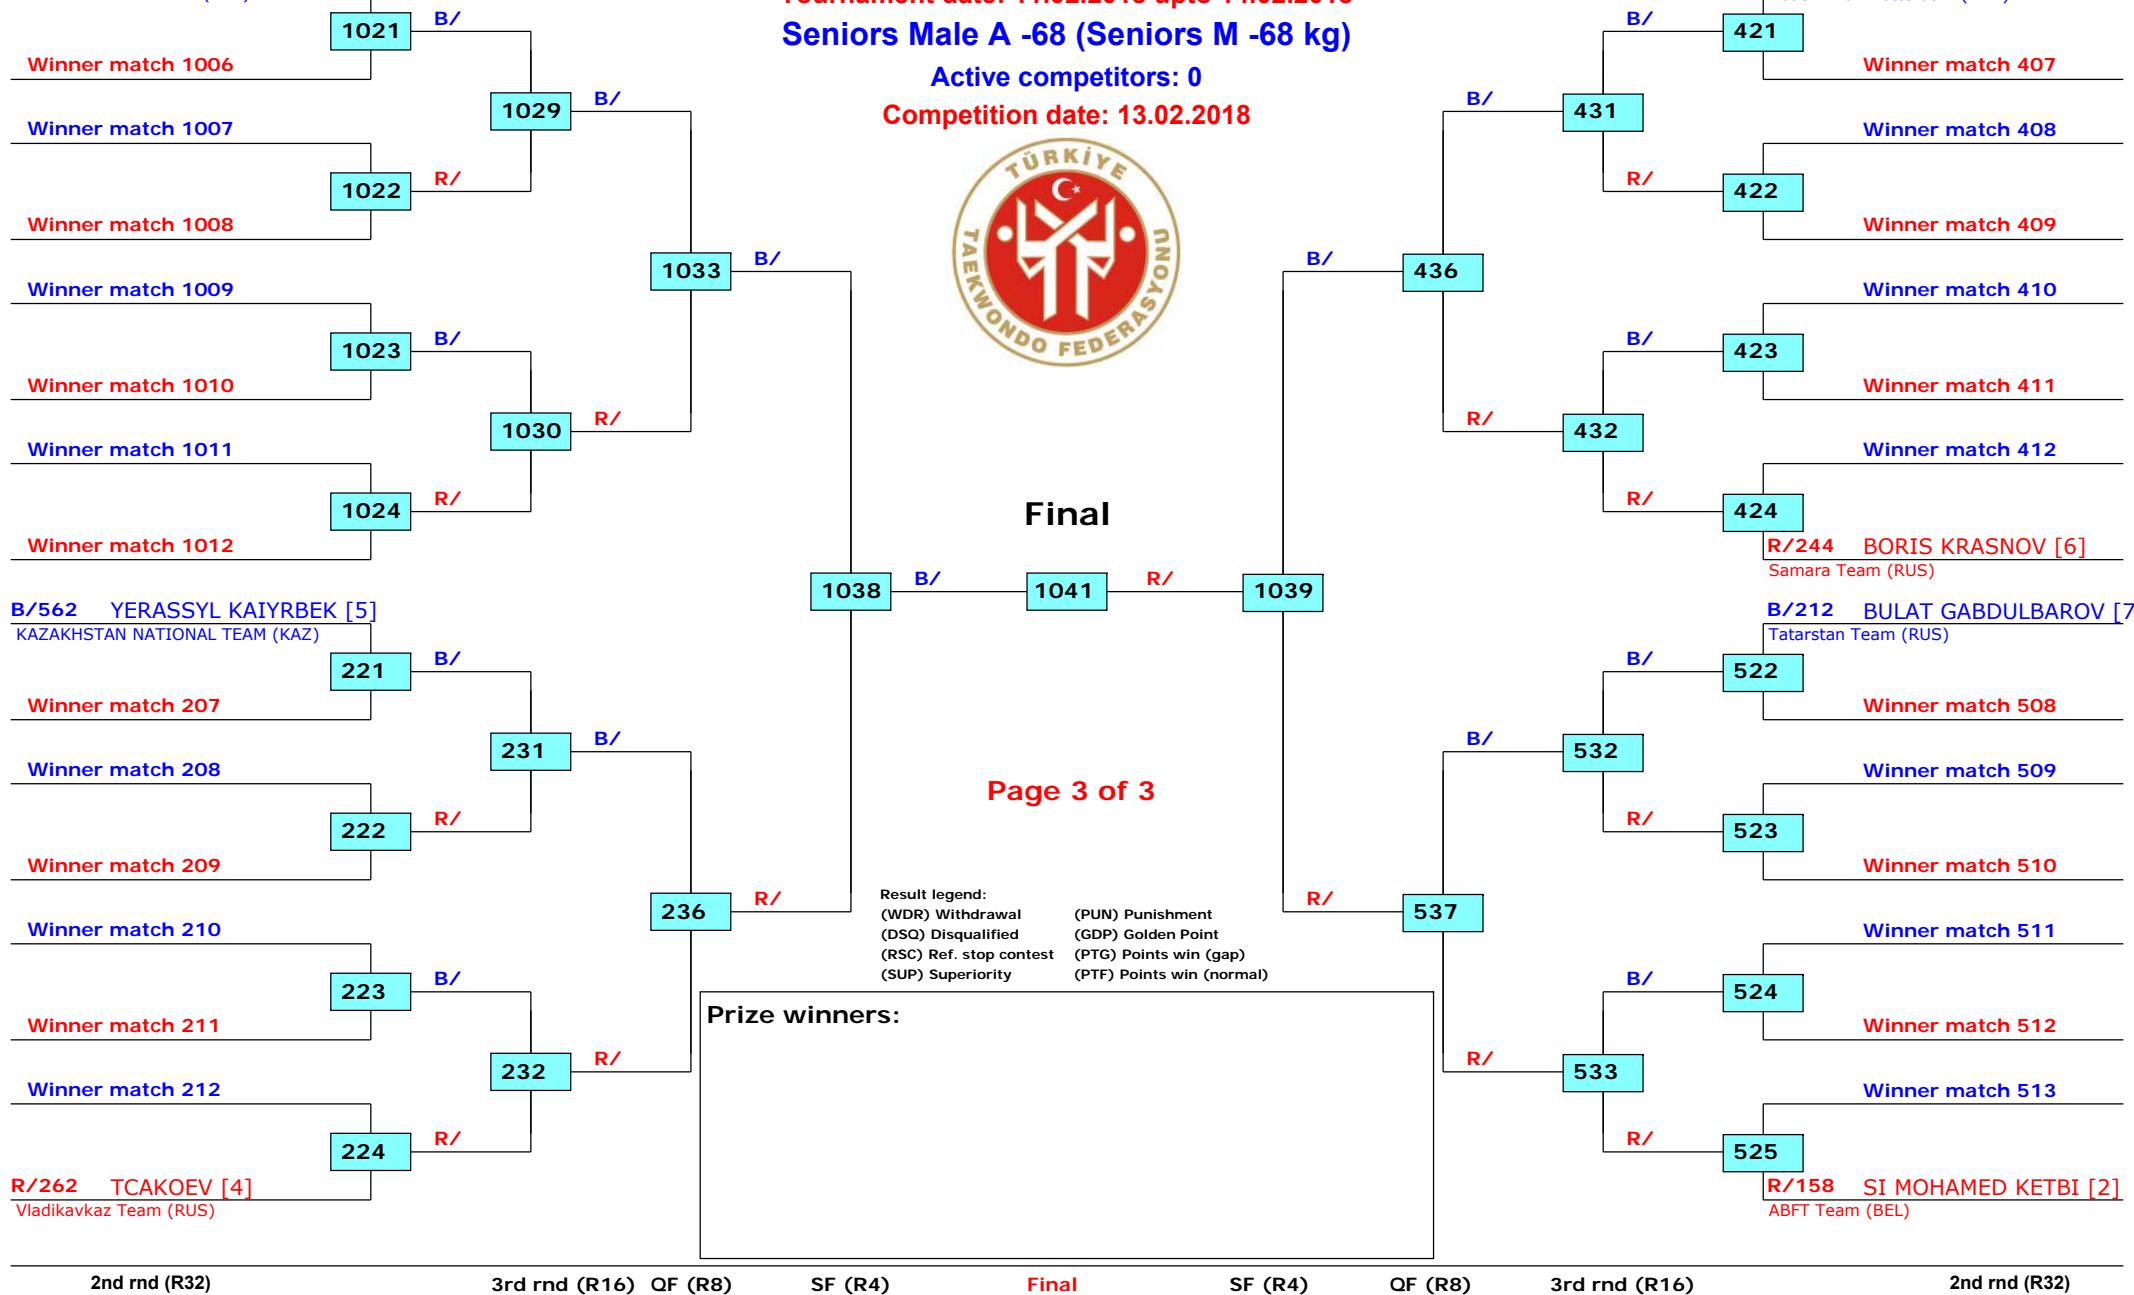 Seniors Male A -68 (Seniors M -68 kg)
Active competitors: 0
Competition date: 13.02.2018
TÜRKİYE
TAEKWONDO FEDERASYONU
1021
B/
Winner match 1006
1029
B/
Winner match 1007
1022
R/
Winner match 1008
1033
B/
Winner match 1009
1023
B/
Winner match 1010
1030
R/
Winner match 1011
1024
R/
Winner match 1012
1038
B/
B/562 YERASSYL KAIYRBEK [5]
KAZAKHSTAN NATIONAL TEAM (KAZ)
221
B/
Winner match 207
231
B/
Winner match 208
222
R/
Winner match 209
236
R/
Winner match 210
223
B/
Winner match 211
232
R/
Winner match 212
224
R/
R/262 TCAKOEV [4]
Vladikavkaz Team (RUS)
Final
1041
R/
1039
Page 3 of 3
Result legend:
(WDR) Withdrawal (PUN) Punishment
(DSQ) Disqualified (GDP) Golden Point
(RSC) Ref. stop contest (PTG) Points win (gap)
(SUP) Superiority (PTF) Points win (normal)
Prize winners:
B/
421
Winner match 407
B/
431
Winner match 408
R/
422
Winner match 409
B/
436
Winner match 410
B/
423
Winner match 411
R/
432
Winner match 412
R/
424
R/244 BORIS KRASNOV [6]
Samara Team (RUS)
B/212 BULAT GABDULBAROV [7
Tatarstan Team (RUS)
B/
522
Winner match 508
B/
532
Winner match 509
R/
523
Winner match 510
R/
537
Winner match 511
B/
524
Winner match 512
R/
533
Winner match 513
R/
525
R/158 SI MOHAMED KETBI [2]
ABFT Team (BEL)
2nd rnd (R32) 3rd rnd (R16) QF (R8) SF (R4) Final SF (R4) QF (R8) 3rd rnd (R16) 2nd rnd (R32)